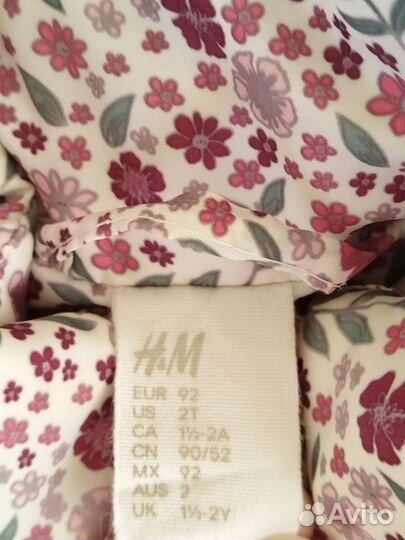 H&M
EUR 92
US 2T
CA 1½-2A
CN 90/52
MX 92
AUS 2
UK 1½-2Y
Avito